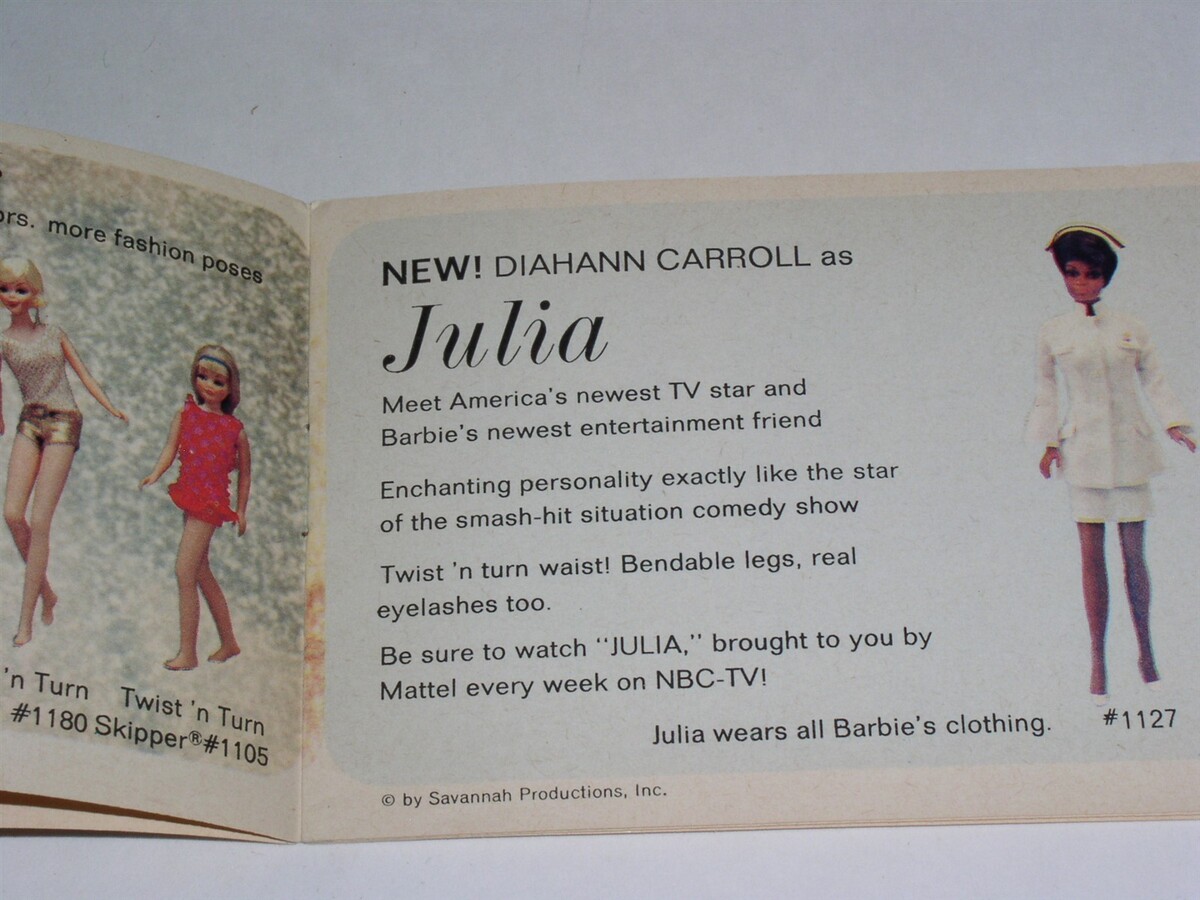 more fashion poses
'n Turn Twist 'n Turn
#1180 Skipper® #1105
NEW! DIAHANN CARROLL as
Julia
Meet America's newest TV star and
Barbie's newest entertainment friend
Enchanting personality exactly like the star
of the smash-hit situation comedy show
Twist 'n turn waist! Bendable legs, real
eyelashes too.
Be sure to watch "JULIA," brought to you by
Mattel every week on NBC-TV!
Julia wears all Barbie's clothing. #1127
© by Savannah Productions, Inc.